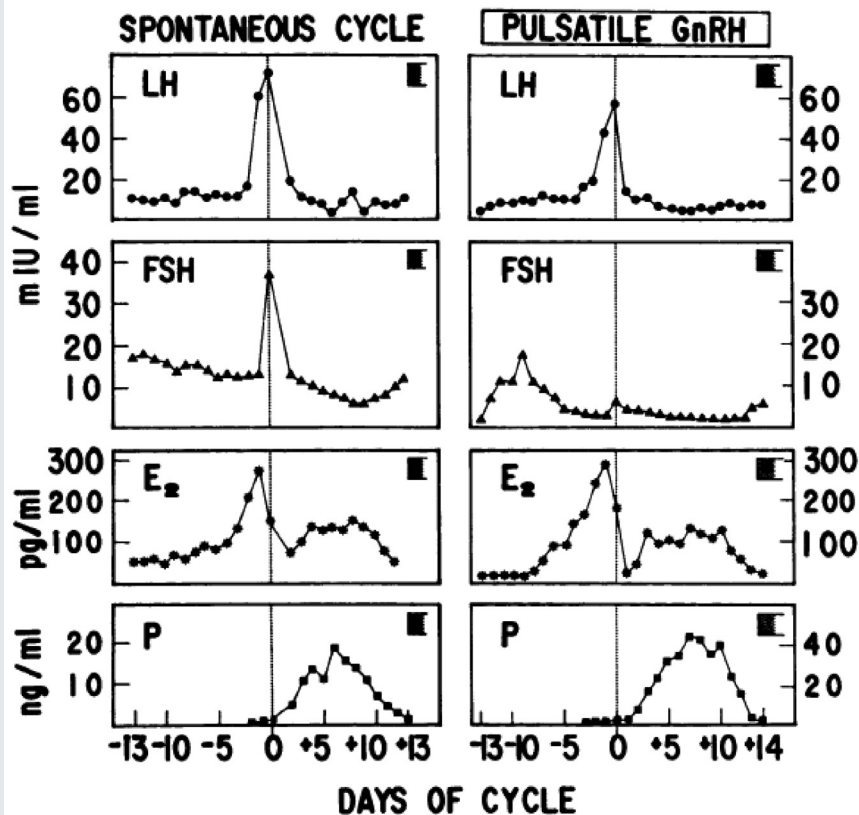 SPONTANEOUS CYCLE PULSATILE GnRH
LH LH
60 60
40 40
20 20
mIU/ml
FSH FSH
40
30 30
20 20
10 10
E2 E2
300 300
200 200
100 100
pg/ml
P P
20 40
10 20
ng/ml
-13 -10 -5 0 +5 +10 +13 -13 -10 -5 0 +5 +10 +14
DAYS OF CYCLE